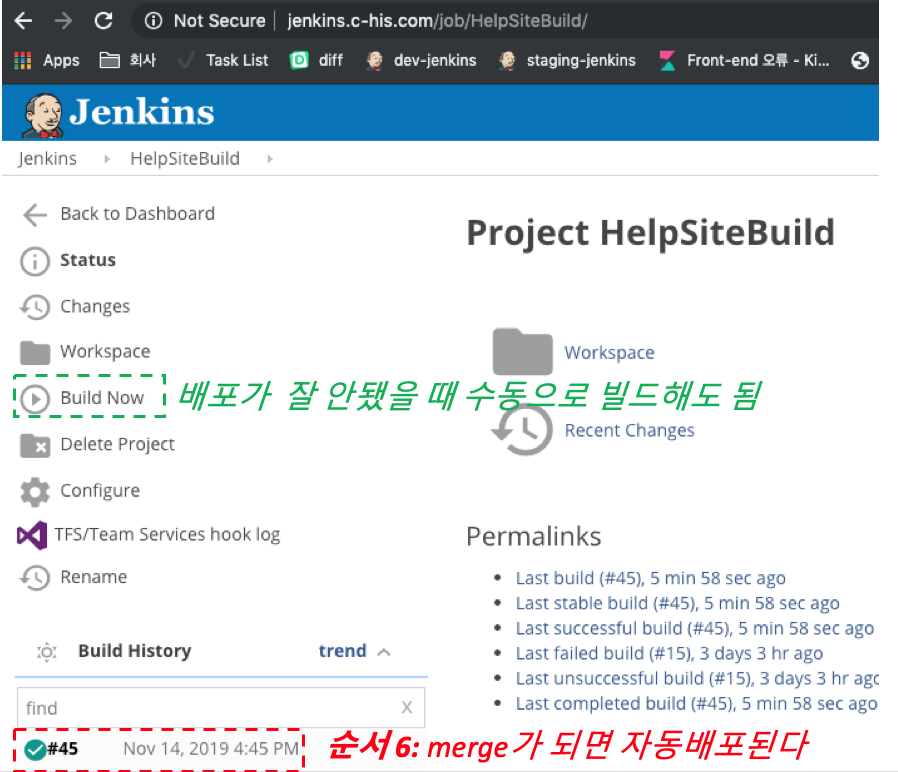 Not Secure | jenkins.c-his.com/job/HelpSiteBuild/
Apps 회사 Task List diff dev-jenkins staging-jenkins Front-end 오류 - Ki...
Jenkins
Jenkins HelpSiteBuild
Back to Dashboard
Status
Changes
Workspace
Build Now 배포가 잘 안됐을 때 수동으로 빌드해도 됨
Delete Project
Configure
TFS/Team Services hook log
Rename
Build History trend
find X
#45 Nov 14, 2019 4:45 PM 순서 6: merge가 되면 자동배포된다
Project HelpSiteBuild
Workspace
Recent Changes
Permalinks
Last build (#45), 5 min 58 sec ago
Last stable build (#45), 5 min 58 sec ago
Last successful build (#45), 5 min 58 sec ago
Last failed build (#15), 3 days 3 hr ago
Last unsuccessful build (#15), 3 days 3 hr ago
Last completed build (#45), 5 min 58 sec ago